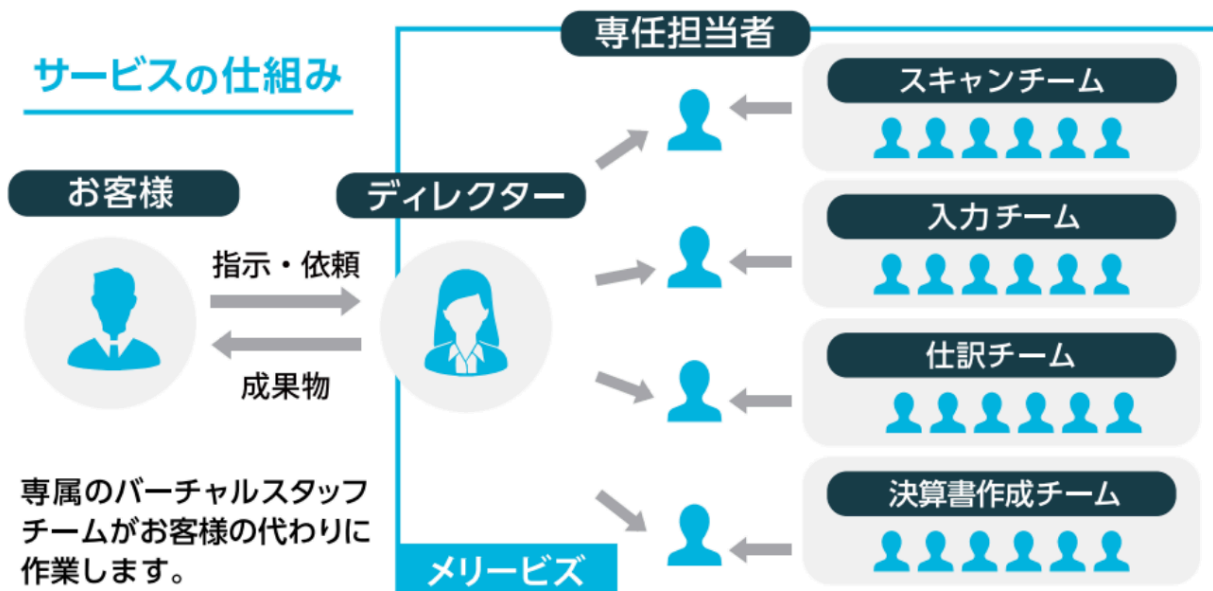 サービスの仕組み
お客様
指示・依頼
成果物
専属のバーチャルスタッフ
チームがお客様の代わりに
作業します。
ディレクター
メリービズ
専任担当者
スキャンチーム
入力チーム
仕訳チーム
決算書作成チーム